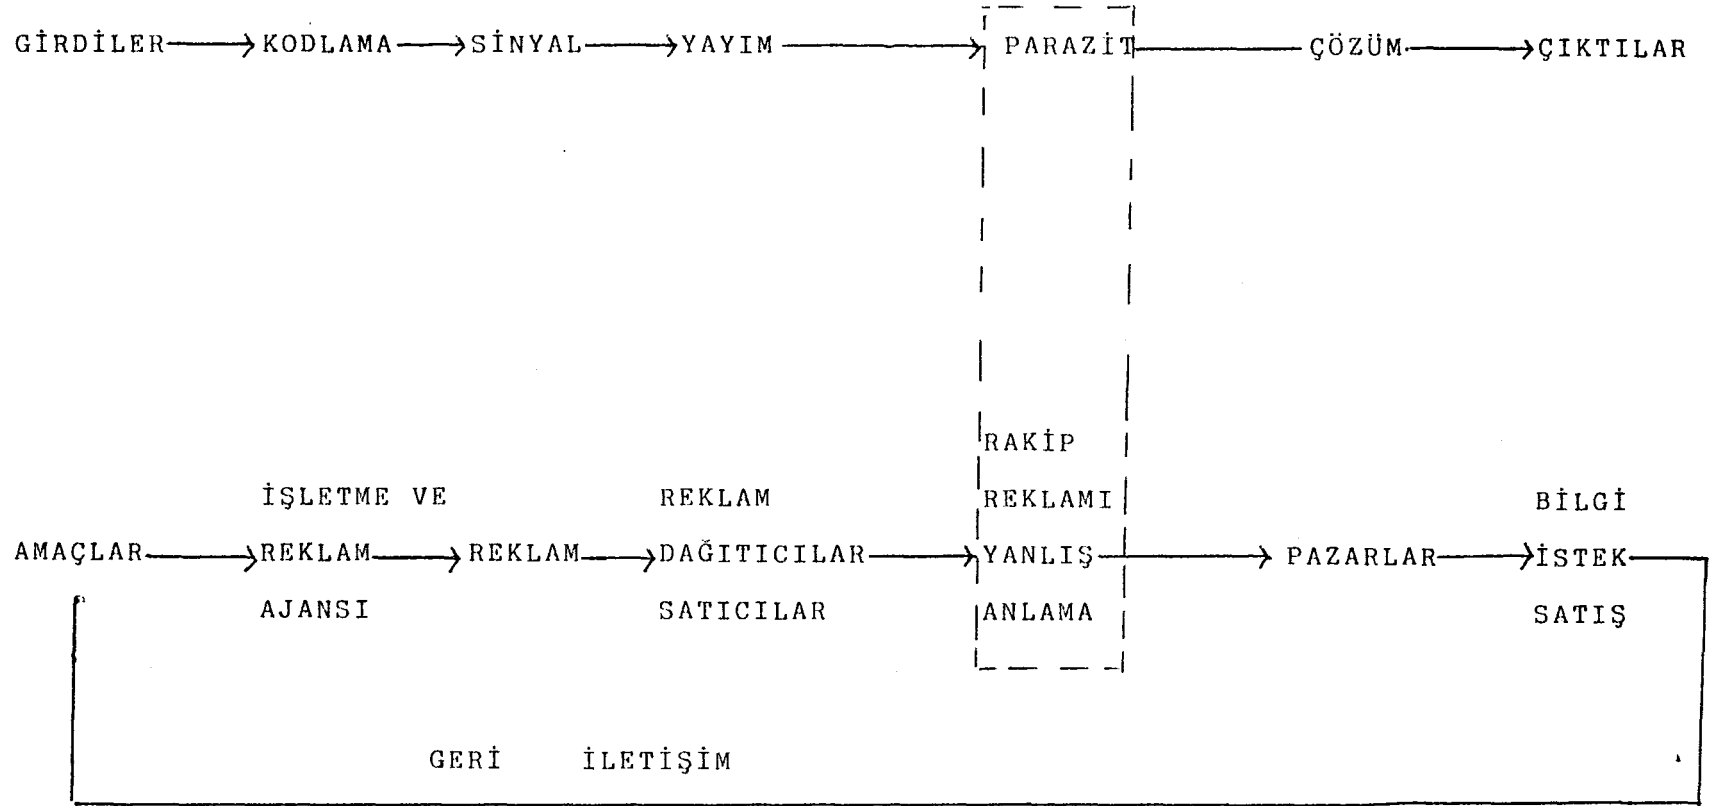 GİRDİLER KODLAMA SİNYAL YAYIM PARAZİT ÇÖZÜM ÇIKTILAR
RAKİP
İŞLETME VE REKLAM REKLAMI BİLGİ
AMAÇLAR REKLAM REKLAM DAĞITICILAR YANLIŞ PAZARLAR İSTEK
AJANSI SATICILAR ANLAMA SATIŞ
GERİ İLETİŞİM